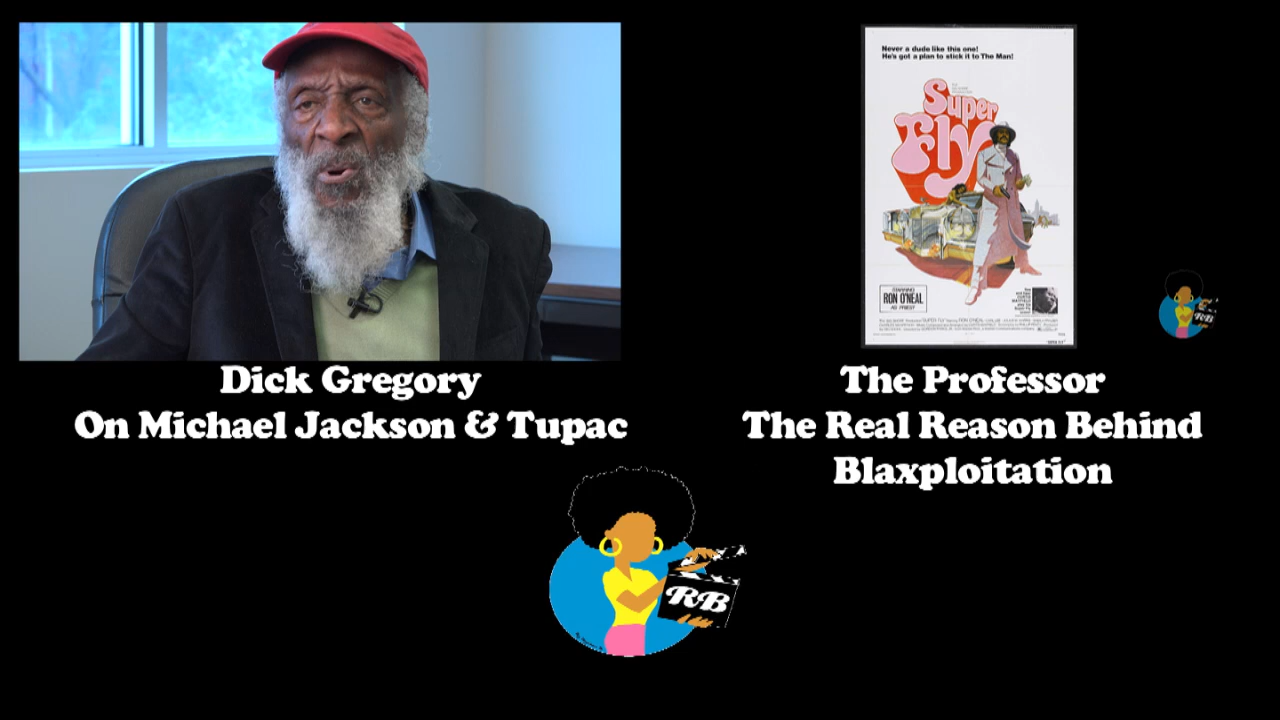 Never a dude like this one!
He's got a plan to stick it to The Man!
Super
Fly
RON O'NEAL
Dick Gregory
On Michael Jackson & Tupac
The Professor
The Real Reason Behind
Blaxploitation
RB
RB